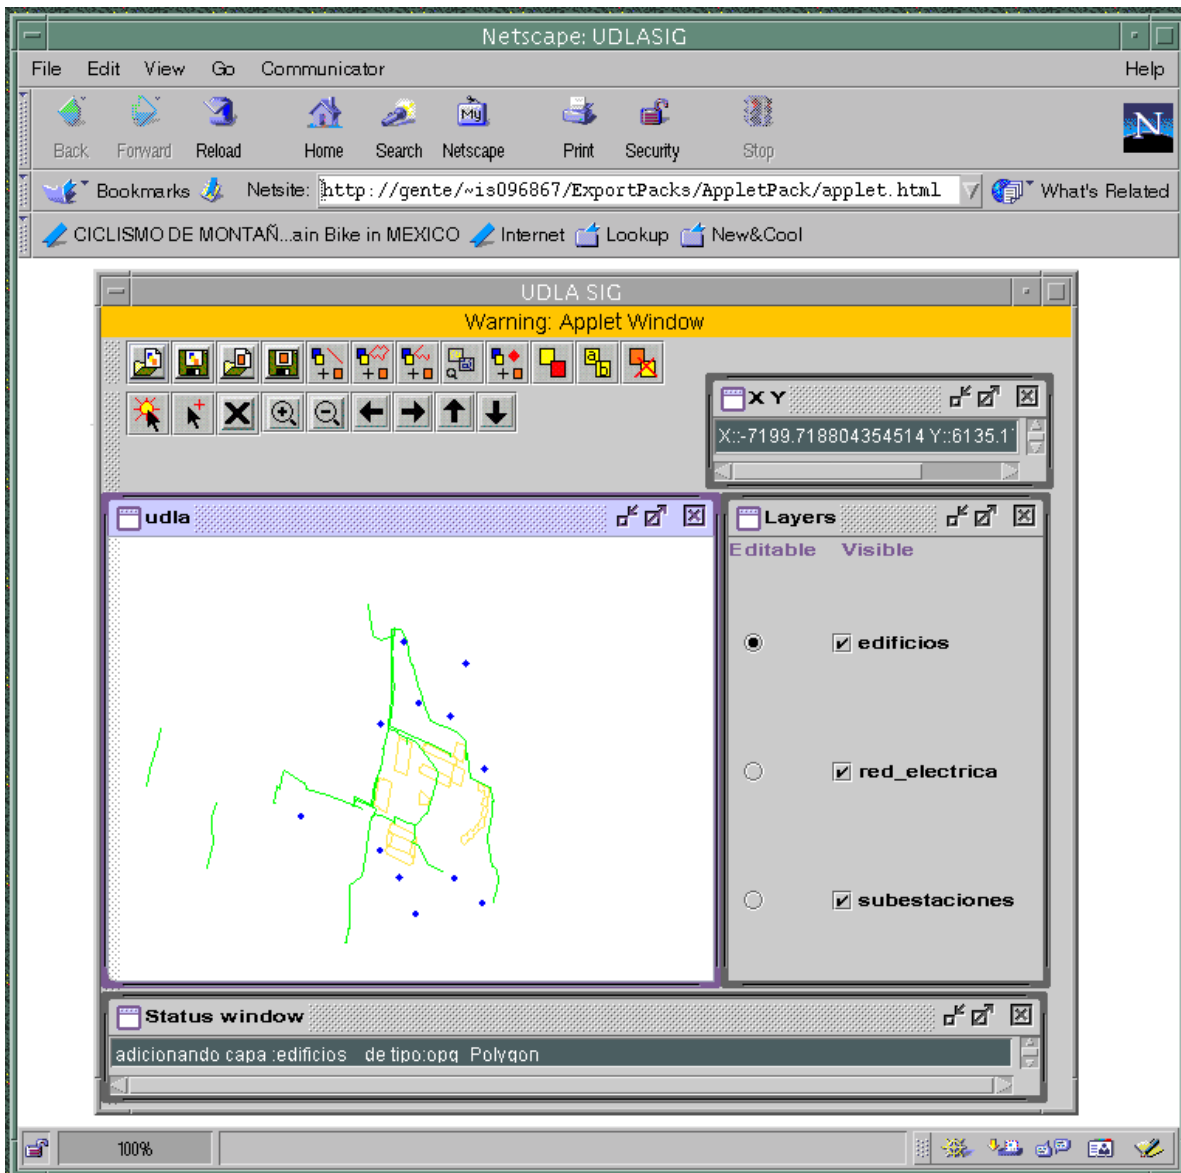 Netscape: UDLASIG
File Edit View Go Communicator Help
My
N
Back Forward Reload Home Search Netscape Print Security Stop
Bookmarks Netsite: http://gente/~is096867/ExportPacks/AppletPack/applet.html What's Related
CICLISMO DE MONTAÑ...ain Bike in MEXICO Internet Lookup New&Cool
UDLA SIG
Warning: Applet Window
a b
X Y
X::-7199.718804354514 Y::6135.1
udla
Layers
Editable Visible
edificios
red_electrica
subestaciones
Status window
adicionando capa :edificios de tipo:opg_Polygon
100%